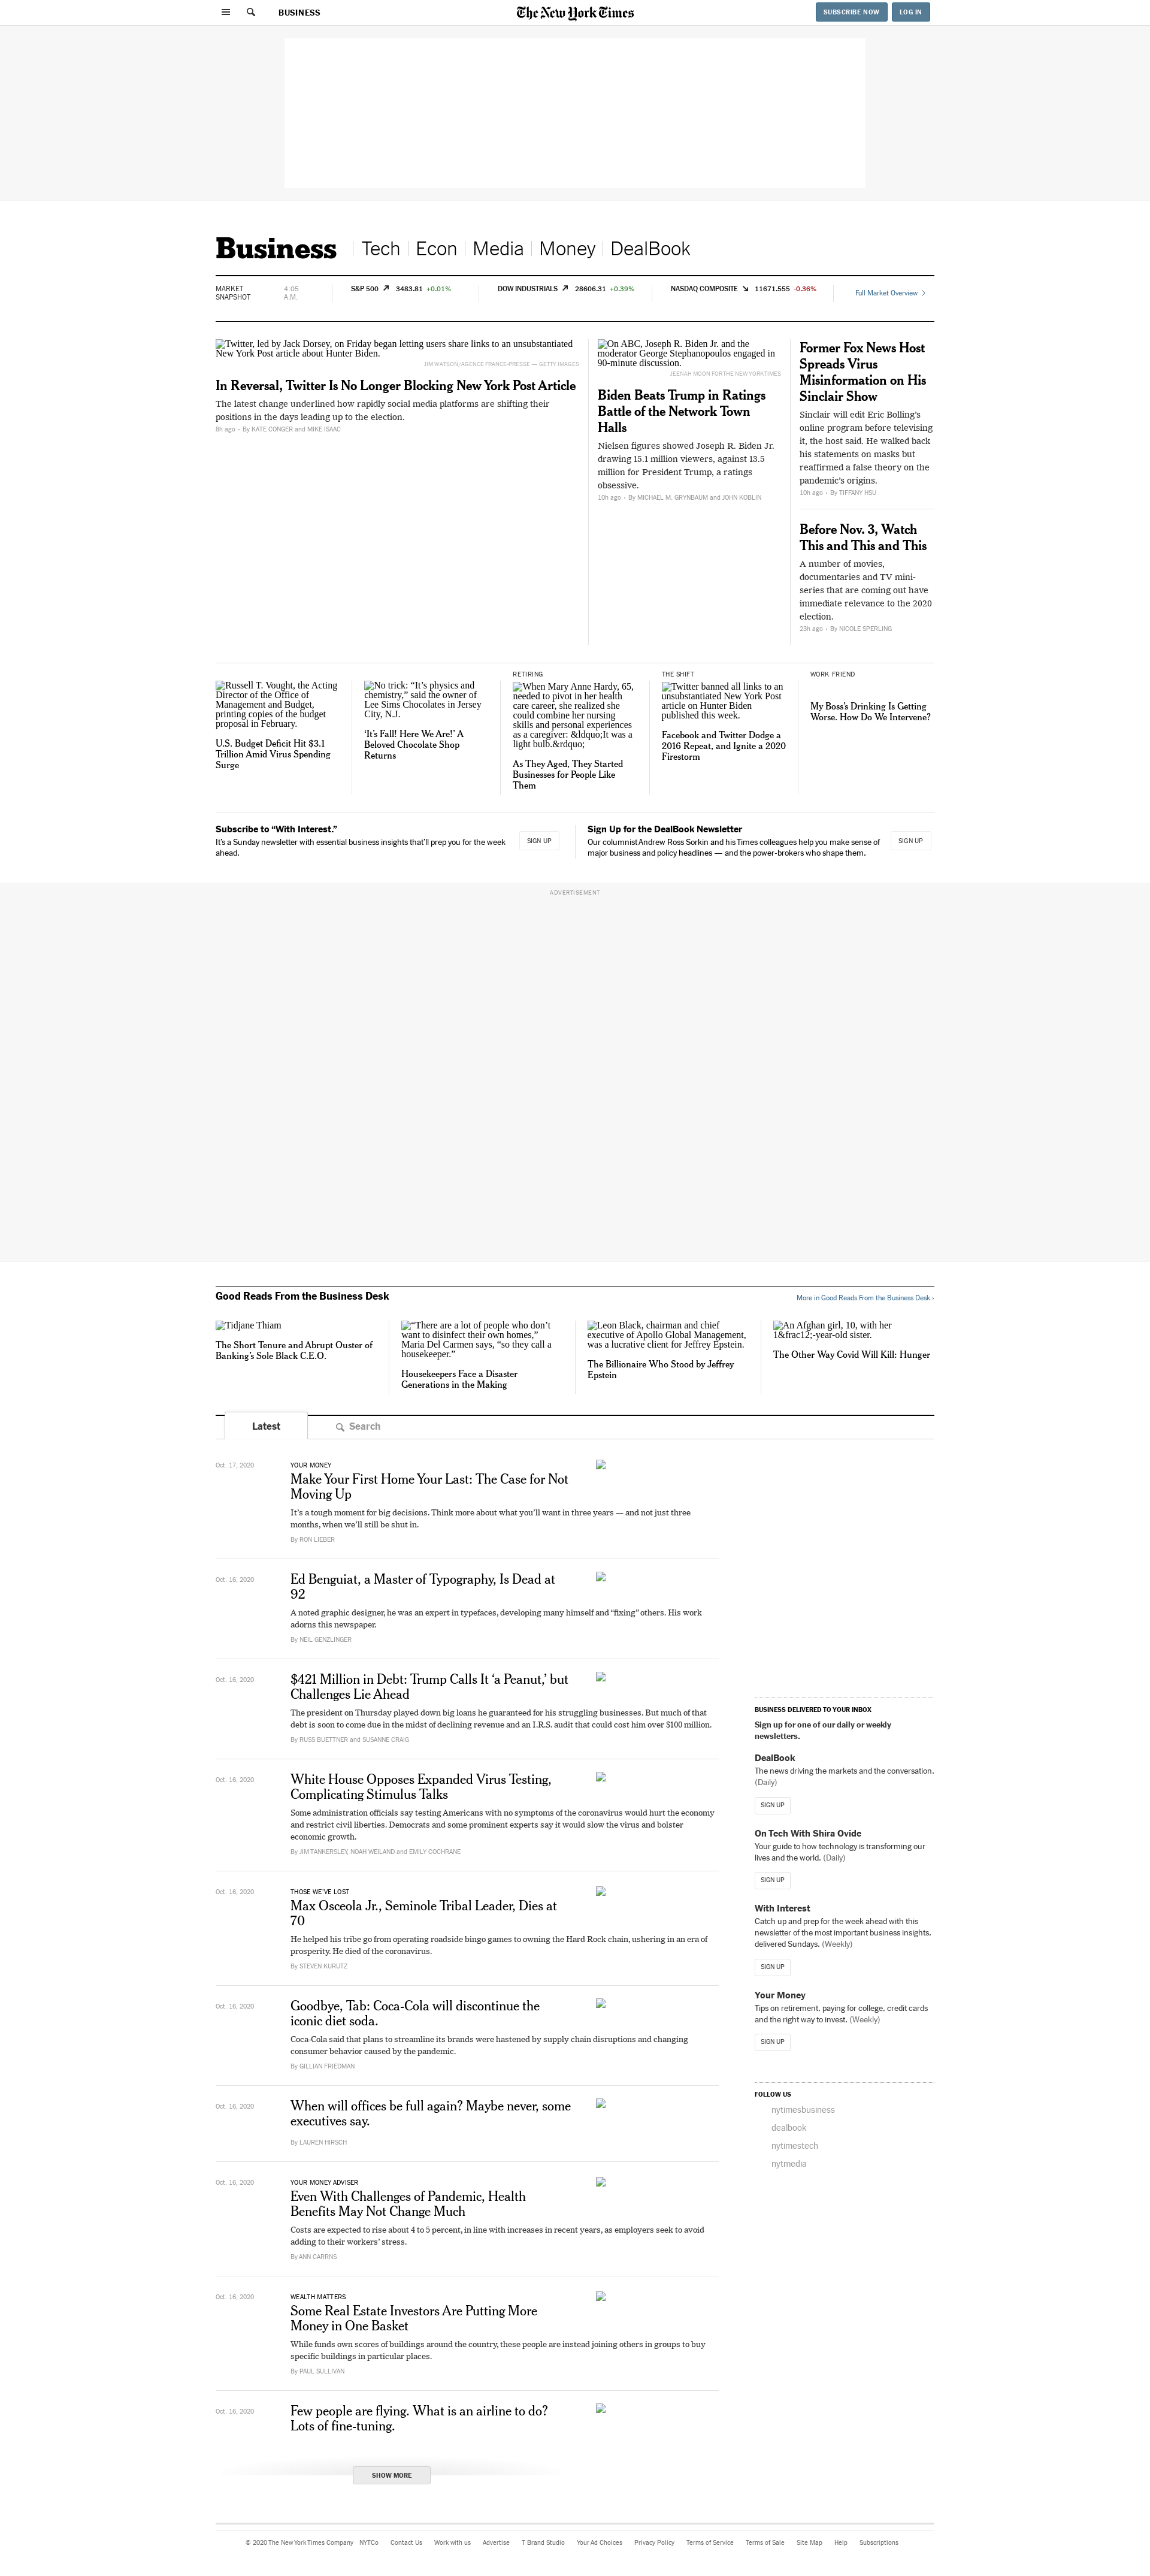 BUSINESS
The New York Times
SUBSCRIBE NOW
LOG IN
Business
Tech
Econ
Media
Money
DealBook
MARKET
SNAPSHOT
4:05
A.M.
S&P 500 3483.81 +0.01%
DOW INDUSTRIALS 28606.31 +0.39%
NASDAQ COMPOSITE 11671.555 -0.36%
Full Market Overview
Twitter, led by Jack Dorsey, on Friday began letting users share links to an unsubstantiated
New York Post article about Hunter Biden.
JIM WATSON/AGENCE FRANCE-PRESSE — GETTY IMAGES
In Reversal, Twitter Is No Longer Blocking New York Post Article
The latest change underlined how rapidly social media platforms are shifting their
positions in the days leading up to the election.
8h ago - By KATE CONGER and MIKE ISAAC
On ABC, Joseph R. Biden Jr. and the
moderator George Stephanopoulos engaged in
90-minute discussion.
JEENAH MOON FOR THE NEW YORK TIMES
Biden Beats Trump in Ratings
Battle of the Network Town
Halls
Nielsen figures showed Joseph R. Biden Jr.
drawing 15.1 million viewers, against 13.5
million for President Trump, a ratings
obsessive.
10h ago - By MICHAEL M. GRYNBAUM and JOHN KOBLIN
Former Fox News Host
Spreads Virus
Misinformation on His
Sinclair Show
Sinclair will edit Eric Bolling’s
online program before televising
it, the host said. He walked back
his statements on masks but
reaffirmed a false theory on the
pandemic’s origins.
10h ago - By TIFFANY HSU
Before Nov. 3, Watch
This and This and This
A number of movies,
documentaries and TV mini-
series that are coming out have
immediate relevance to the 2020
election.
23h ago - By NICOLE SPERLING
Russell T. Vought, the Acting
Director of the Office of
Management and Budget,
printing copies of the budget
proposal in February.
U.S. Budget Deficit Hit $3.1
Trillion Amid Virus Spending
Surge
No trick: “It’s physics and
chemistry,” said the owner of
Lee Sims Chocolates in Jersey
City, N.J.
‘It’s Fall! Here We Are!’ A
Beloved Chocolate Shop
Returns
RETIRING
When Mary Anne Hardy, 65,
needed to pivot in her health
care career, she realized she
could combine her nursing
skills and personal experiences
as a caregiver: &ldquo;It was a
light bulb.&rdquo;
As They Aged, They Started
Businesses for People Like
Them
THE SHIFT
Twitter banned all links to an
unsubstantiated New York Post
article on Hunter Biden
published this week.
Facebook and Twitter Dodge a
2016 Repeat, and Ignite a 2020
Firestorm
WORK FRIEND
My Boss’s Drinking Is Getting
Worse. How Do We Intervene?
Subscribe to “With Interest.”
It’s a Sunday newsletter with essential business insights that’ll prep you for the week
ahead.
SIGN UP
Sign Up for the DealBook Newsletter
Our columnist Andrew Ross Sorkin and his Times colleagues help you make sense of
major business and policy headlines — and the power-brokers who shape them.
SIGN UP
ADVERTISEMENT
Good Reads From the Business Desk
More in Good Reads From the Business Desk ›
Tidjane Thiam
The Short Tenure and Abrupt Ouster of
Banking’s Sole Black C.E.O.
“There are a lot of people who don’t
want to disinfect their own homes,”
Maria Del Carmen says, “so they call a
housekeeper.”
Housekeepers Face a Disaster
Generations in the Making
Leon Black, chairman and chief
executive of Apollo Global Management,
was a lucrative client for Jeffrey Epstein.
The Billionaire Who Stood by Jeffrey
Epstein
An Afghan girl, 10, with her
1&frac12;-year-old sister.
The Other Way Covid Will Kill: Hunger
Latest
Search
Oct. 17, 2020
YOUR MONEY
Make Your First Home Your Last: The Case for Not
Moving Up
It’s a tough moment for big decisions. Think more about what you’ll want in three years — and not just three
months, when we’ll still be shut in.
By RON LIEBER
Oct. 16, 2020
Ed Benguiat, a Master of Typography, Is Dead at
92
A noted graphic designer, he was an expert in typefaces, developing many himself and “fixing” others. His work
adorns this newspaper.
By NEIL GENZLINGER
Oct. 16, 2020
$421 Million in Debt: Trump Calls It ‘a Peanut,’ but
Challenges Lie Ahead
The president on Thursday played down big loans he guaranteed for his struggling businesses. But much of that
debt is soon to come due in the midst of declining revenue and an I.R.S. audit that could cost him over $100 million.
By RUSS BUETTNER and SUSANNE CRAIG
Oct. 16, 2020
White House Opposes Expanded Virus Testing,
Complicating Stimulus Talks
Some administration officials say testing Americans with no symptoms of the coronavirus would hurt the economy
and restrict civil liberties. Democrats and some prominent experts say it would slow the virus and bolster
economic growth.
By JIM TANKERSLEY, NOAH WEILAND and EMILY COCHRANE
Oct. 16, 2020
THOSE WE’VE LOST
Max Osceola Jr., Seminole Tribal Leader, Dies at
70
He helped his tribe go from operating roadside bingo games to owning the Hard Rock chain, ushering in an era of
prosperity. He died of the coronavirus.
By STEVEN KURUTZ
Oct. 16, 2020
Goodbye, Tab: Coca-Cola will discontinue the
iconic diet soda.
Coca-Cola said that plans to streamline its brands were hastened by supply chain disruptions and changing
consumer behavior caused by the pandemic.
By GILLIAN FRIEDMAN
Oct. 16, 2020
When will offices be full again? Maybe never, some
executives say.
By LAUREN HIRSCH
Oct. 16, 2020
YOUR MONEY ADVISER
Even With Challenges of Pandemic, Health
Benefits May Not Change Much
Costs are expected to rise about 4 to 5 percent, in line with increases in recent years, as employers seek to avoid
adding to their workers’ stress.
By ANN CARRNS
Oct. 16, 2020
WEALTH MATTERS
Some Real Estate Investors Are Putting More
Money in One Basket
While funds own scores of buildings around the country, these people are instead joining others in groups to buy
specific buildings in particular places.
By PAUL SULLIVAN
Oct. 16, 2020
Few people are flying. What is an airline to do?
Lots of fine-tuning.
SHOW MORE
BUSINESS DELIVERED TO YOUR INBOX
Sign up for one of our daily or weekly
newsletters.
DealBook
The news driving the markets and the conversation.
(Daily)
SIGN UP
On Tech With Shira Ovide
Your guide to how technology is transforming our
lives and the world. (Daily)
SIGN UP
With Interest
Catch up and prep for the week ahead with this
newsletter of the most important business insights,
delivered Sundays. (Weekly)
SIGN UP
Your Money
Tips on retirement, paying for college, credit cards
and the right way to invest. (Weekly)
SIGN UP
FOLLOW US
nytimesbusiness
dealbook
nytimestech
nytmedia
© 2020 The New York Times Company NYTCo Contact Us Work with us Advertise T Brand Studio Your Ad Choices Privacy Policy Terms of Service Terms of Sale Site Map Help Subscriptions